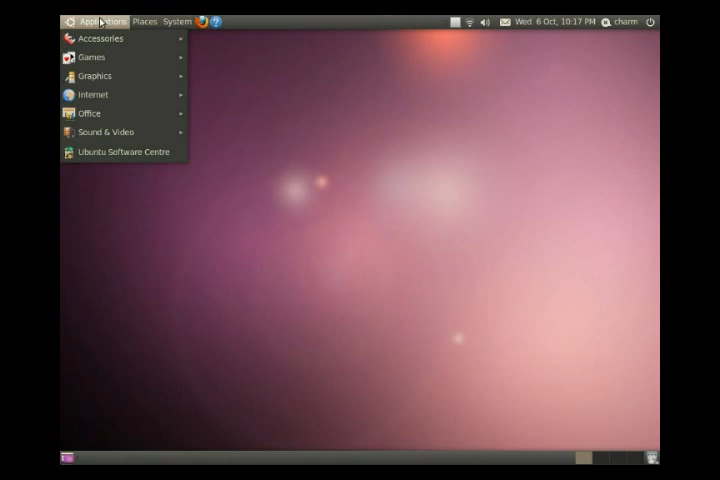 Applications Places System Wed 6 Oct, 10:17 PM charm
Accessories
Games
Graphics
Internet
Office
Sound & Video
Ubuntu Software Centre